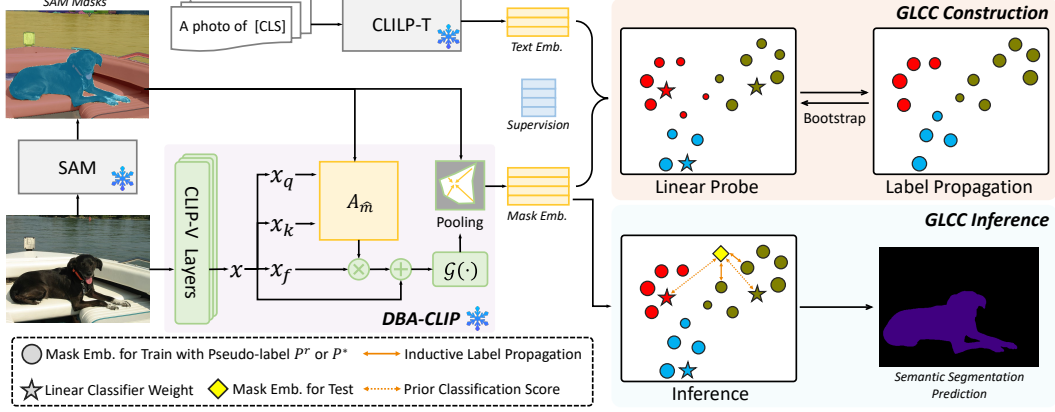 SAM Masks
A photo of [CLS]
CLILP-T
Text Emb.
GLCC Construction
Supervision
Bootstrap
Linear Probe
Label Propagation
SAM
CLIP-V Layers
x
x_q
x_k
x_f
A_m̂
Pooling
Mask Emb.
G(·)
DBA-CLIP
GLCC Inference
Inference
Semantic Segmentation
Prediction
Mask Emb. for Train with Pseudo-label P^r or P^*
Inductive Label Propagation
Linear Classifier Weight
Mask Emb. for Test
Prior Classification Score